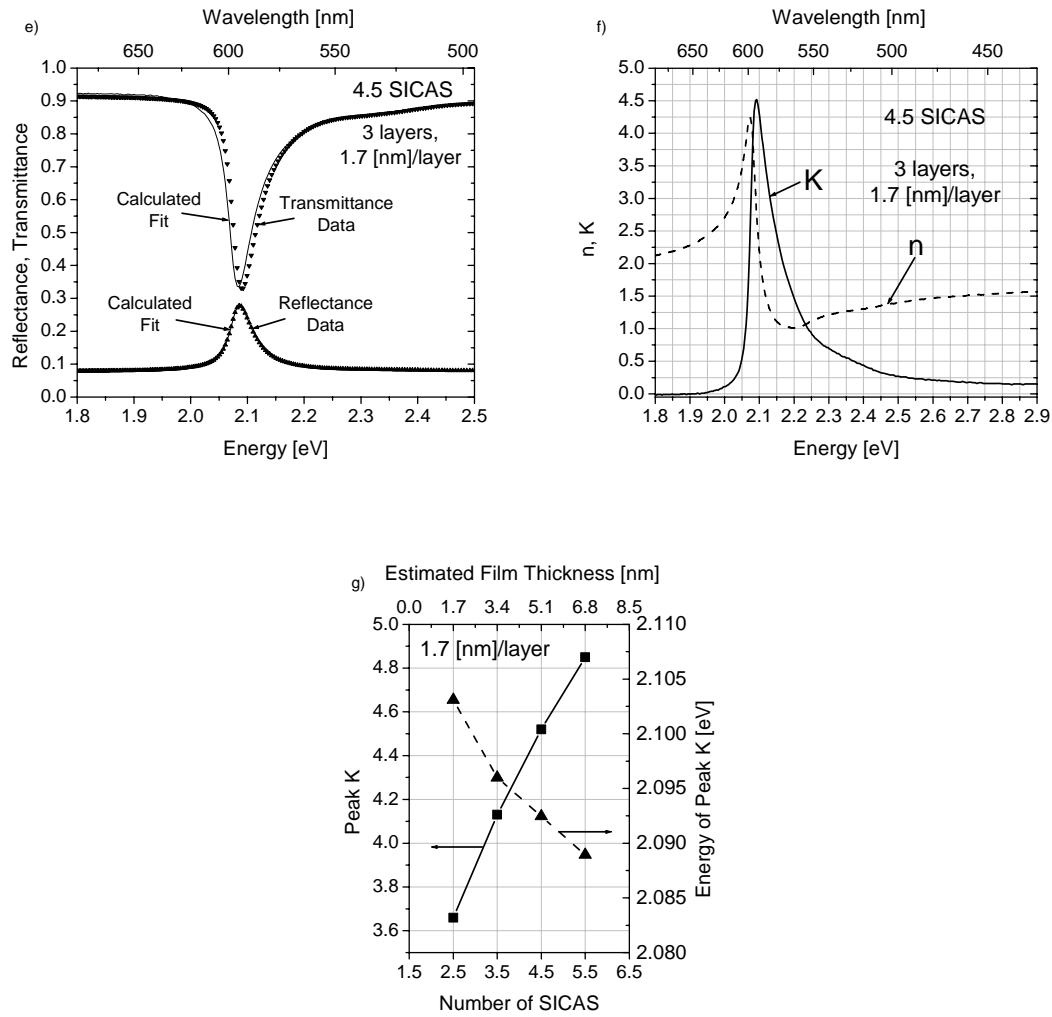 e)
Wavelength [nm]
650 600 550 500
1.0
0.9
0.8
0.7
0.6
0.5
0.4
0.3
0.2
0.1
0.0
Reflectance, Transmittance
4.5 SICAS
3 layers,
1.7 [nm]/layer
Calculated
Fit
Transmittance
Data
Calculated
Fit
Reflectance
Data
1.8 1.9 2.0 2.1 2.2 2.3 2.4 2.5
Energy [eV]
f)
Wavelength [nm]
650 600 550 500 450
5.0
4.5
4.0
3.5
3.0
2.5
2.0
1.5
1.0
0.5
0.0
n, K
4.5 SICAS
3 layers,
1.7 [nm]/layer
K
n
1.8 1.9 2.0 2.1 2.2 2.3 2.4 2.5 2.6 2.7 2.8 2.9
Energy [eV]
g)
Estimated Film Thickness [nm]
0.0 1.7 3.4 5.1 6.8 8.5
5.0
4.8
4.6
4.4
4.2
4.0
3.8
3.6
Peak K
1.7 [nm]/layer
2.110
2.105
2.100
2.095
2.090
2.085
2.080
Energy of Peak K [eV]
1.5 2.5 3.5 4.5 5.5 6.5
Number of SICAS